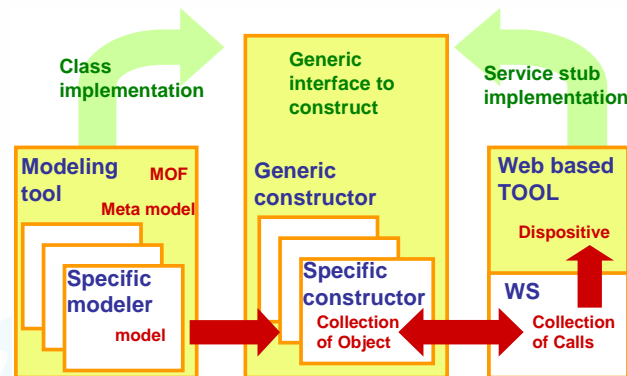 Class
implementation
Generic
interface to
construct
Service stub
implementation
Modeling
tool
MOF
Meta model
Specific
modeler
model
Generic
constructor
Specific
constructor
Collection
of Object
Web based
TOOL
Dispositive
WS
Collection
of Calls